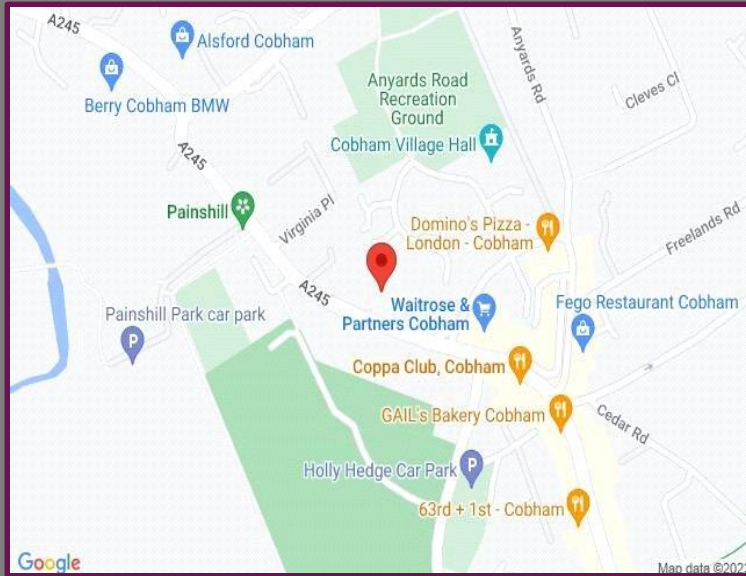 A245
Alsford Cobham
Berry Cobham BMW
Anyards Rd
Anyards Road
Recreation
Ground
Cleves Cl
Cobham Village Hall
A245
Painshill
Virginia Pl
Domino's Pizza -
London - Cobham
Freelands Rd
A245
Painshill Park car park
P
Waitrose &
Partners Cobham
Fego Restaurant Cobham
Coppa Club, Cobham
GAIL's Bakery Cobham
Cedar Rd
Holly Hedge Car Park
P
63rd + 1st - Cobham
Google
Map data ©202